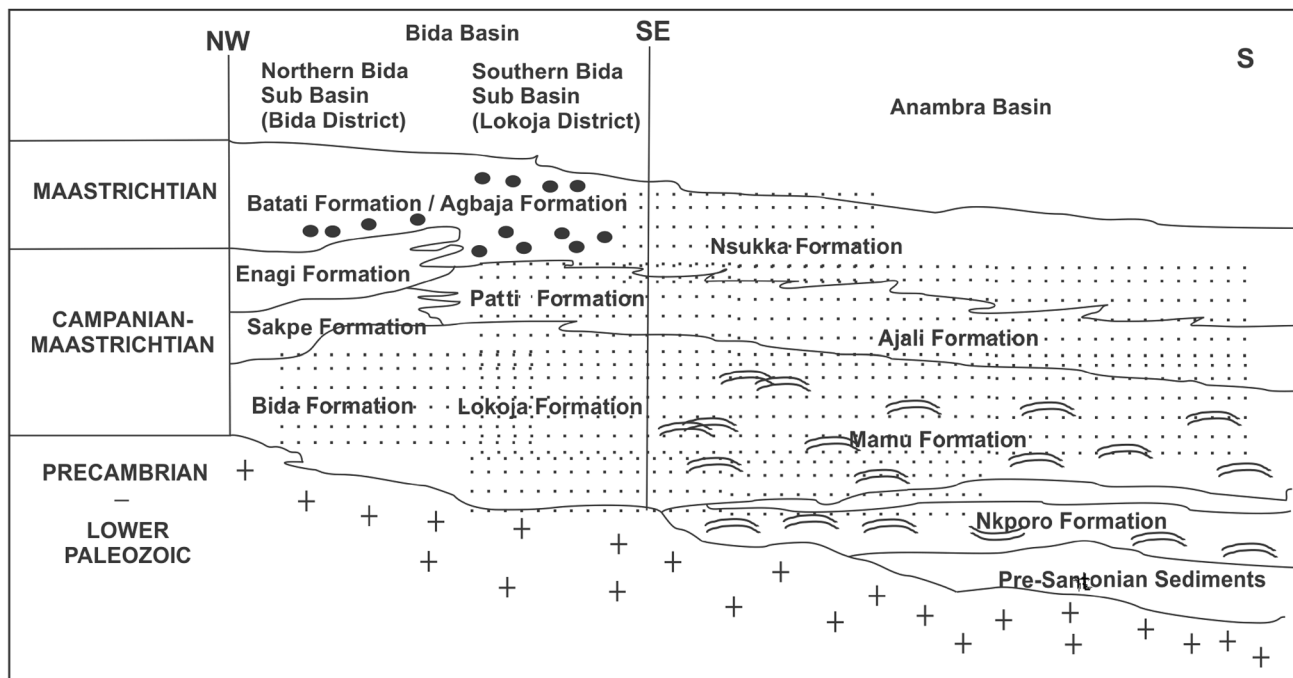 Bida Basin
NW
SE
S
Northern Bida
Sub Basin
(Bida District)
Southern Bida
Sub Basin
(Lokoja District)
Anambra Basin
MAASTRICHTIAN
Batati Formation / Agbaja Formation
Nsukka Formation
Enagi Formation
Patti Formation
CAMPANIAN-
MAASTRICHTIAN
Sakpe Formation
Ajali Formation
Bida Formation
Lokoja Formation
Mamu Formation
PRECAMBRIAN
–
LOWER
PALEOZOIC
Nkporo Formation
Pre-Santonian Sediments